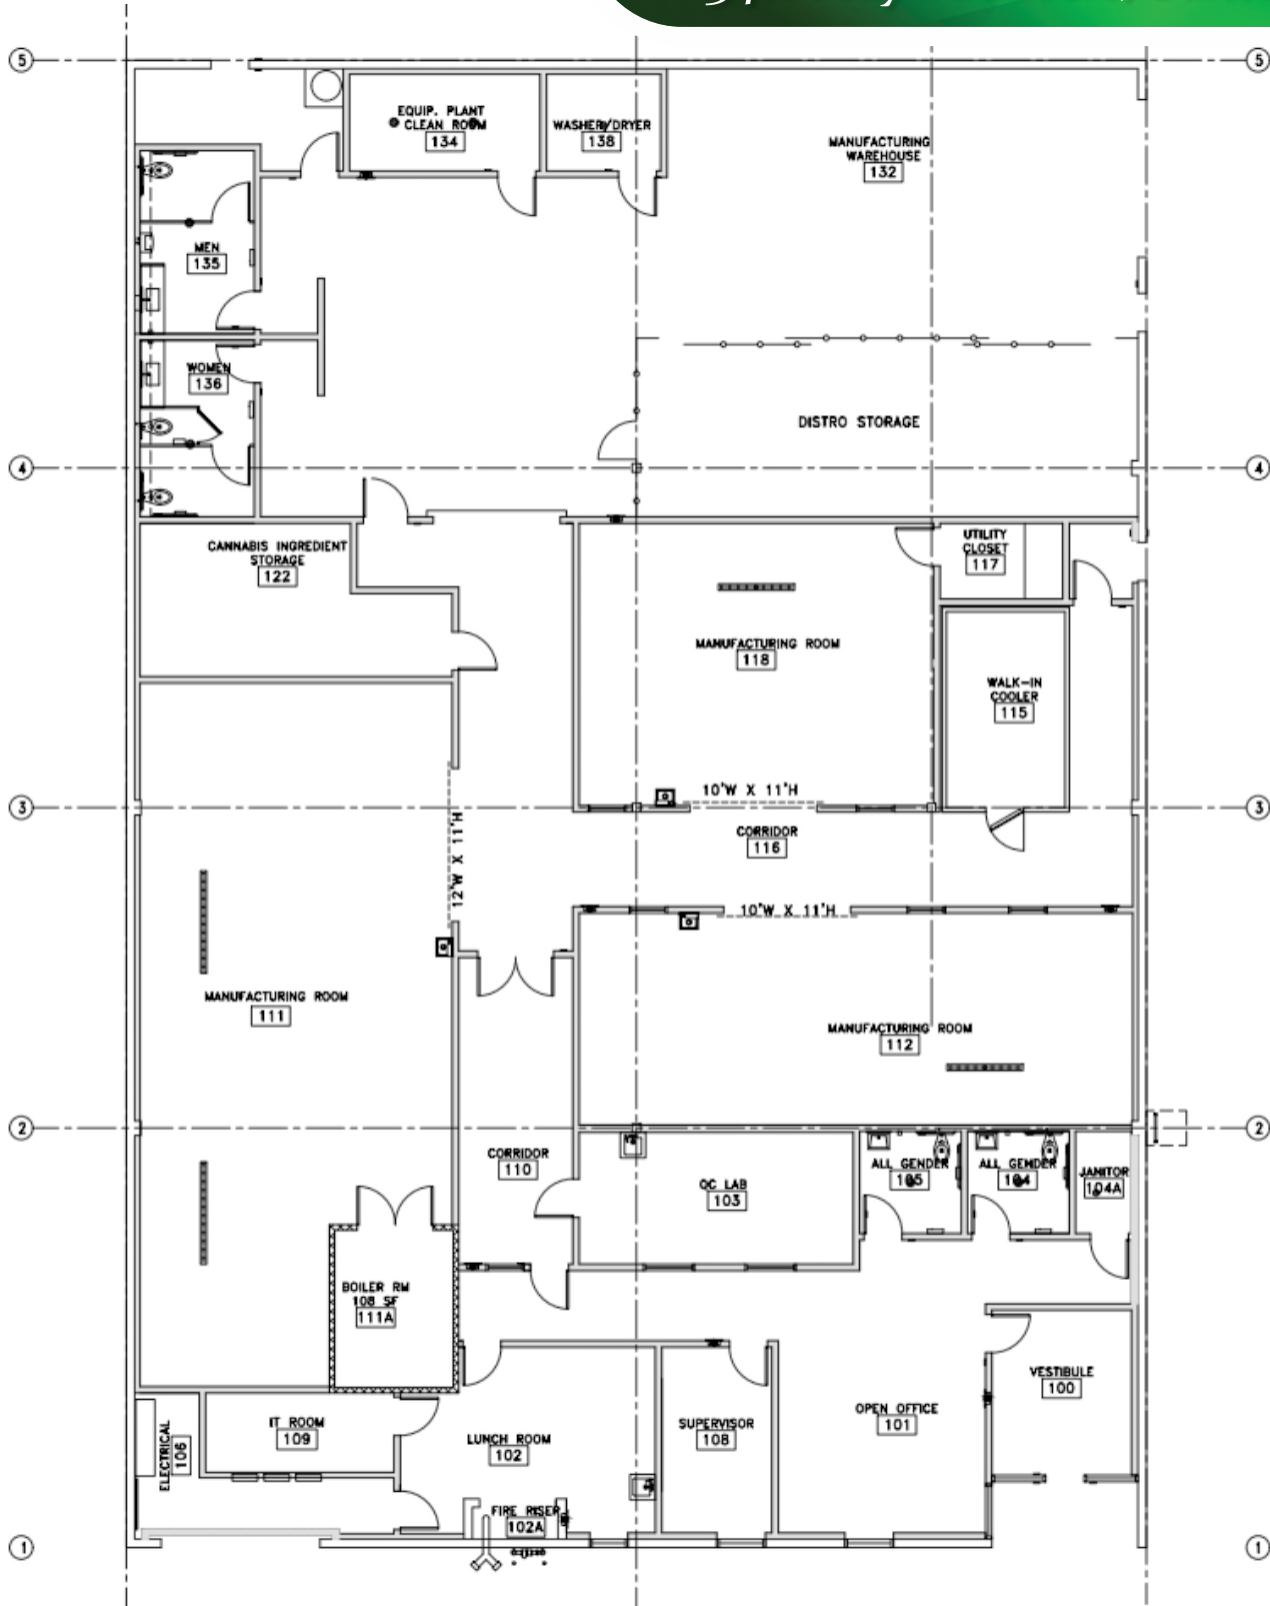 5
5
EQUIP. PLANT
CLEAN ROOM
134
WASHER/DRYER
138
MANUFACTURING
WAREHOUSE
132
MEN
135
WOMEN
136
DISTRO STORAGE
4
4
CANNABIS INGREDIENT
STORAGE
122
UTILITY
CLOSET
117
MANUFACTURING ROOM
118
WALK-IN
COOLER
115
10'W X 11'H
3
3
CORRIDOR
116
12'W X 11'H
10'W X 11'H
MANUFACTURING ROOM
111
MANUFACTURING ROOM
112
2
2
CORRIDOR
110
QC LAB
103
ALL GENDER
105
ALL GENDER
104
JANITOR
104A
BOILER RM
108 SF
111A
VESTIBULE
100
ELECTRICAL
106
IT ROOM
109
LUNCH ROOM
102
SUPERVISOR
108
OPEN OFFICE
101
FIRE RISER
102A
1
1